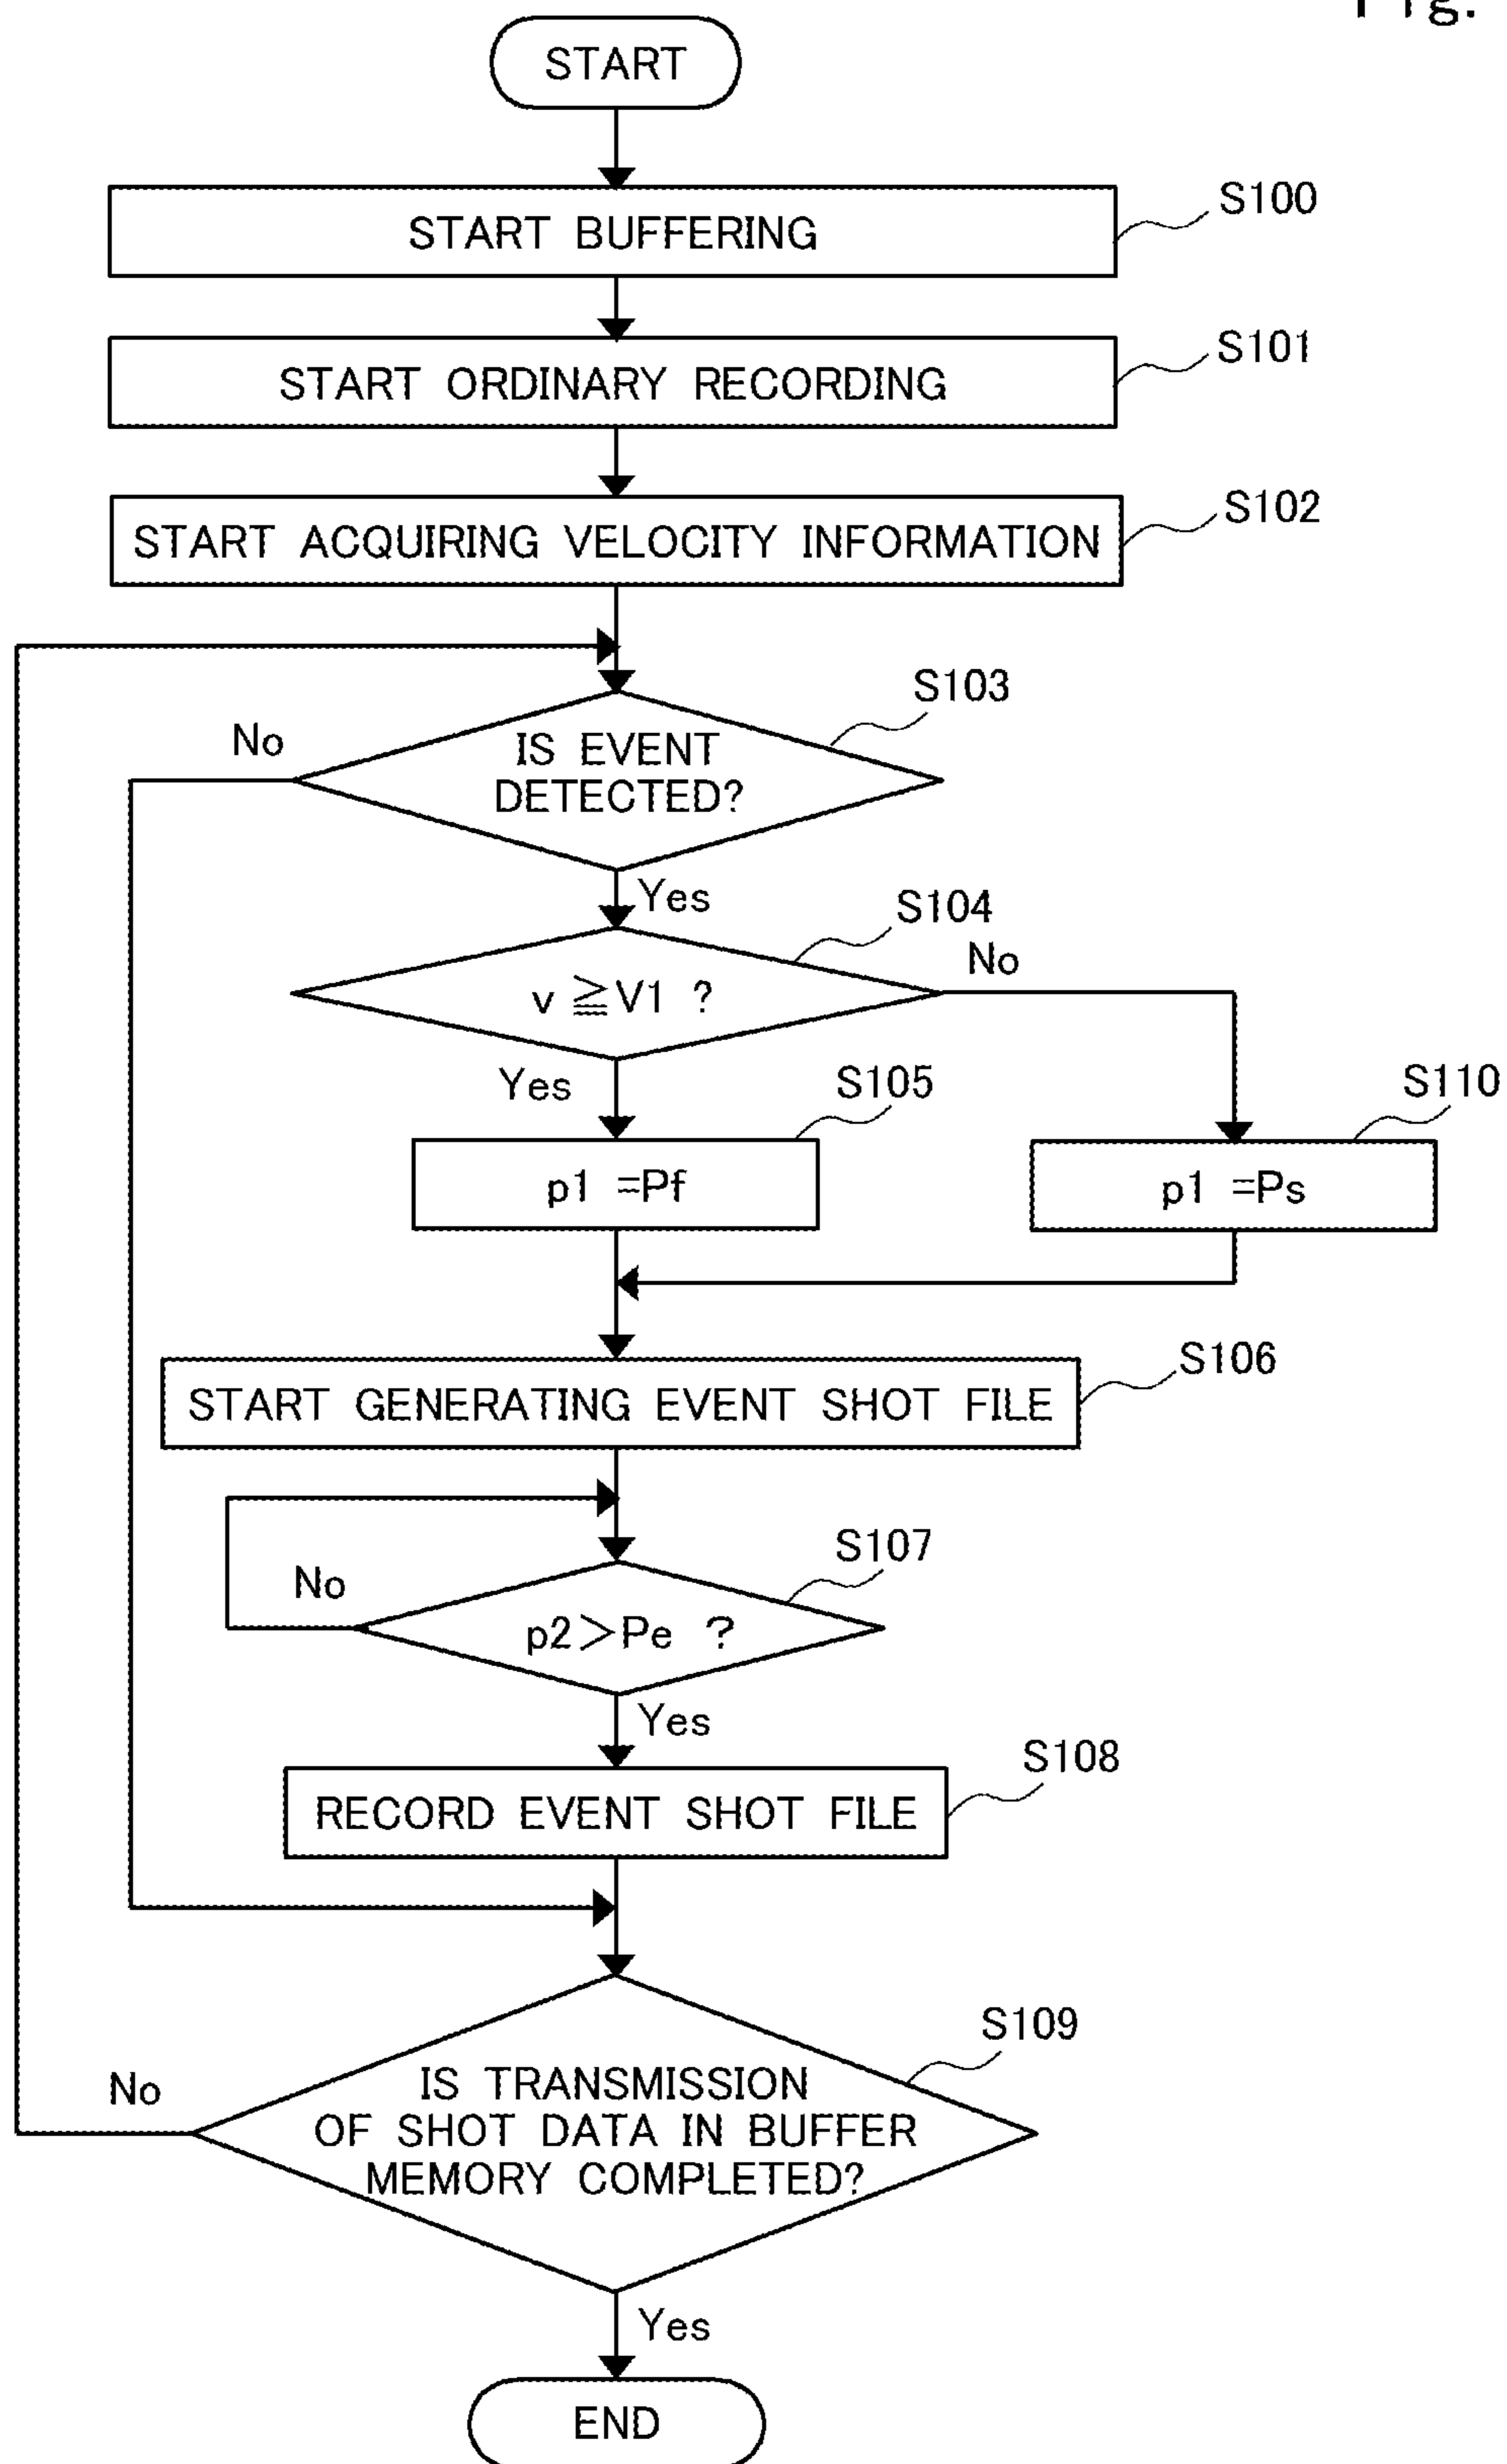 Fig.
START
START BUFFERING
S100
START ORDINARY RECORDING
S101
START ACQUIRING VELOCITY INFORMATION
S102
S103
No
IS EVENT
DETECTED?
Yes
S104
v ≧V1 ?
No
Yes
S105
S110
p1 =Pf
p1 =Ps
S106
START GENERATING EVENT SHOT FILE
S107
No
p2>Pe ?
Yes
S108
RECORD EVENT SHOT FILE
S109
No
IS TRANSMISSION
OF SHOT DATA IN BUFFER
MEMORY COMPLETED?
Yes
END